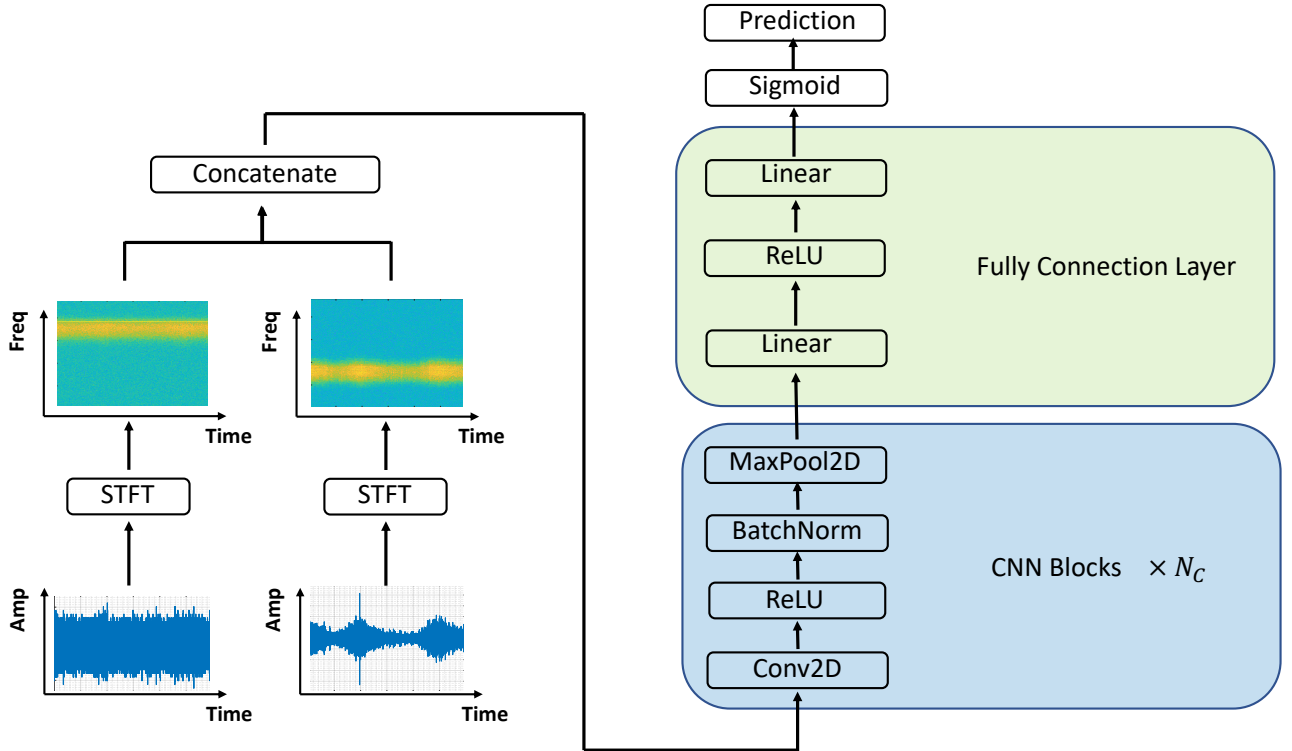 Prediction
Sigmoid
Concatenate
Linear
ReLU
Fully Connection Layer
Linear
Freq
Time
Freq
Time
STFT
STFT
MaxPool2D
BatchNorm
CNN Blocks × N_C
ReLU
Conv2D
Amp
Time
Amp
Time